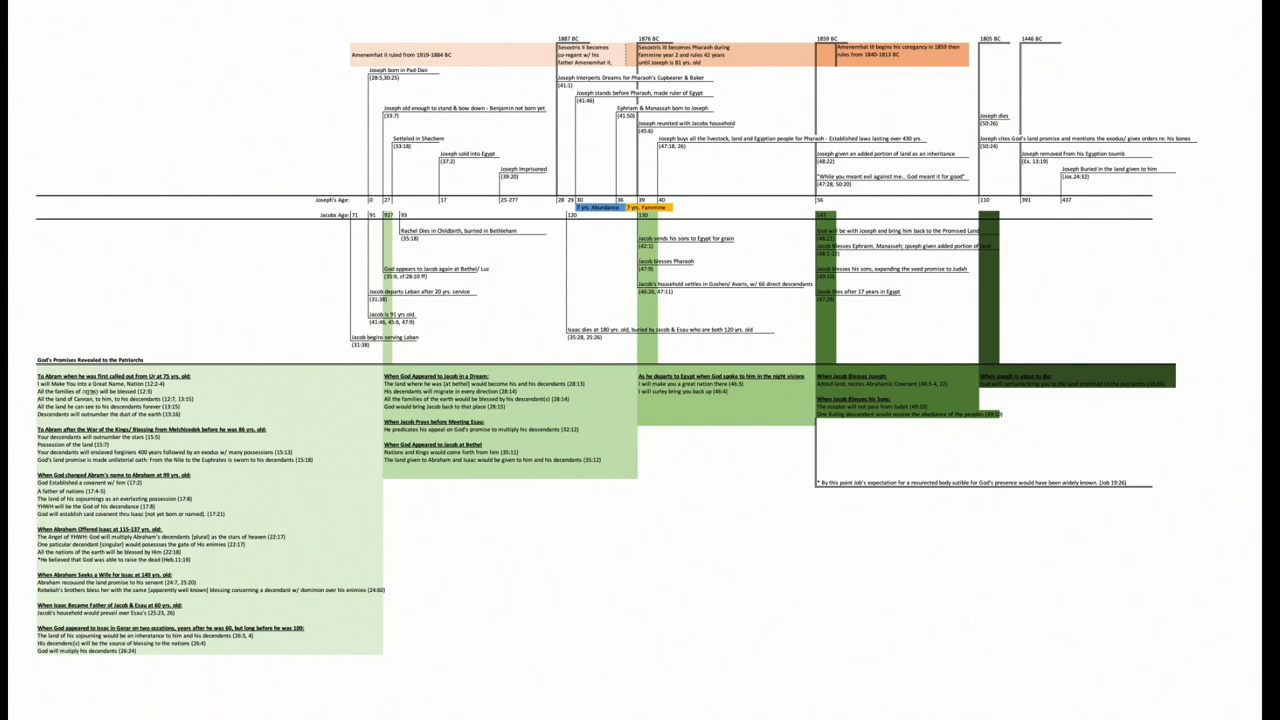 1887 BC
1876 BC
1859 BC
1805 BC
1446 BC
Amenemhat II ruled from 1919-1884 BC
Sesostris II becomes
co-regent w/ his
father Amenemhat II,
Sesostris III becomes Pharaoh during
fammine year 2 and rules 42 years
until Joseph is 81 yrs. old
Amenemhat III begins his coregancy in 1859 then
rules from 1840-1813 BC
Joseph born in Pad-Dan
(28:5,30:25)
Joseph Interperts Dreams for Pharaoh's Cupbearer & Baker
(41:1)
Joseph stands before Pharaoh, made ruler of Egypt
(41:46)
Joseph old enough to stand & bow down - Benjamin not born yet
(33:7)
Ephriam & Manassah born to Joseph
(41:50)
Joseph reunited with Jacobs household
(45:6)
Joseph dies
(50:26)
Setteled in Shechem
(33:18)
Joseph buys all the livestock, land and Egyptian people for Pharaoh - Established laws lasting over 430 yrs.
(47:18, 26)
Joseph cites God's land promise and mentions the exodus/ gives orders re: his bones
(50:24)
Joseph sold into Egypt
(37:2)
Joseph given an added portion of land as an inheritance
(48:22)
Joseph removed from his Egyption toumb
(Ex. 13:19)
Joseph Imprisoned
(39:20)
"While you meant evil against me... God meant it for good"
(47:28, 50:20)
Joseph Buried in the land given to him
(Jos.24:32)
Joseph's Age: 0 2? 17 25-27? 28 29 30 36 39 40 56 110 391 437
7 yrs. Abundance 7 yrs. Fammine
Jacobs Age: 71 91 92? 93 120 130 147
Rachel Dies in Childbirth, burried in Bethleham
(35:18)
Jacob sends his sons to Egypt for grain
(42:1)
God will be with Joseph and bring him back to the Promised Land
(48:21)
Jacob Blesses Ephraim, Manasseh; Jpseph given added portion of land
(48:1-22)
Jacob blesses Pharaoh
(47:9)
God appears to Jacob again at Bethel/ Luz
(35:9, cf:28:10 ff)
Jacob blesses his sons, expanding the seed promise to Judah
(49:10)
Jacob's household settles in Goshen/ Avaris, w/ 66 direct descendants
(46:26, 47:11)
Jocob departs Leban after 20 yrs. service
(31:38)
Jacob Dies after 17 years in Egypt
(47:28)
Jacob is 91 yrs old.
(41:46, 45:6, 47:9)
Isaac dies at 180 yrs. old, buried by Jacob & Esau who are both 120 yrs. old
(35:28, 25:26)
Jacob begins serving Laban
(31:38)
God's Promises Revealed to the Patriarchs
To Abram when he was first called out from Ur at 75 yrs. old:
I will Make You into a Great Name, Nation (12:2-4)
All the families of will be blessed (12:3)
All the land of Cannan, to him, to his decendants (12:7, 13:15)
All the land he can see to his decendants forever (13:15)
Descendants will outnumber the dust of the earth (13:16)
To Abram after the War of the Kings/ Blessing from Melchizedek before he was 86 yrs. old:
Your descendants will outnumber the stars (15:5)
Possession of the land (15:7)
Your decendants will enslaved forginers 400 years followed by an exodus w/ many possessions (15:13)
God's land promise is made unilateral oath: From the Nile to the Euphrates is sworn to his decendants (15:18)
When God changed Abram's name to Abraham at 99 yrs. old:
God Established a covanent w/ him (17:2)
A father of nations (17:4-5)
The land of his sojournings as an everlasting possession (17:8)
YHWH will be the God of his decendance (17:8)
God will establish said covanent thru Isaac [not yet born or named]. (17:21)
When Abraham Offered Isaac at 115-137 yrs. old:
The Angel of YHWH: God will multiply Abraham's decendants [plural] as the stars of heaven (22:17)
One paticular decendant [singular] would possessses the gate of His enimies (22:17)
All the nations of the earth will be blessed by Him (22:18)
*He believed that God was able to raise the dead (Heb.11:19)
When Abraham Seeks a Wife for Issac at 140 yrs. old:
Abraham recouund the land promise to his servant (24:7, 25:20)
Rebekah's brothers bless her with the same [apparently well known] blessing concerning a decendant w/ dominion over his enimies (24:60)
When Isaac Became Father of Jacob & Esau at 60 yrs. old:
Jacob's household would prevail over Esau's (25:23, 26)
When God appeared to Issac in Gerar on two occations, years after he was 60, but long before he was 100:
The land of his sojourning would be an inheratance to him and his decendents (26:3, 4)
His decendenc(s) will be the source of blessing to the nations (26:4)
God will mutiply his decendants (26:24)
When God Appeared to Jacob in a Dream:
The land where he was [at bethel] would become his and his decendants (28:13)
His decendants will migrate in every direction (28:14)
All the families of the earth would be blessed by his decendants (28:14)
God would bring Jacob back to that place (28:15)
When Jacob Prays before Meeting Esau:
He predicates his appeal on God's promise to multiply his decendants (32:12)
When God Appeared to Jacob at Bethel
Nations and Kings would come forth from him (35:11)
The land given to Abraham and Isaac would be given to him and his decendants (35:12)
As he departs to Egypt when God spoke to him in the night visions
I will make you a great nation there (46:3)
I will surley bring you back up (46:4)
When Jacob Blesses Joseph:
Added land, recites Abrahamic Covenant (48:3-4, 22)
When Jacob Blesses his Sons:
The scepter will not pass from Judah (49:10)
One Ruling descendant would receive the obedience of the peoples (49:10)
When Joseph is about to die:
God will certainly bring you to the land promised to the patriarchs (50:24)
* By this point Job's expectation for a resurected body sutible for God's presence would have been widely known. (Job 19:26)